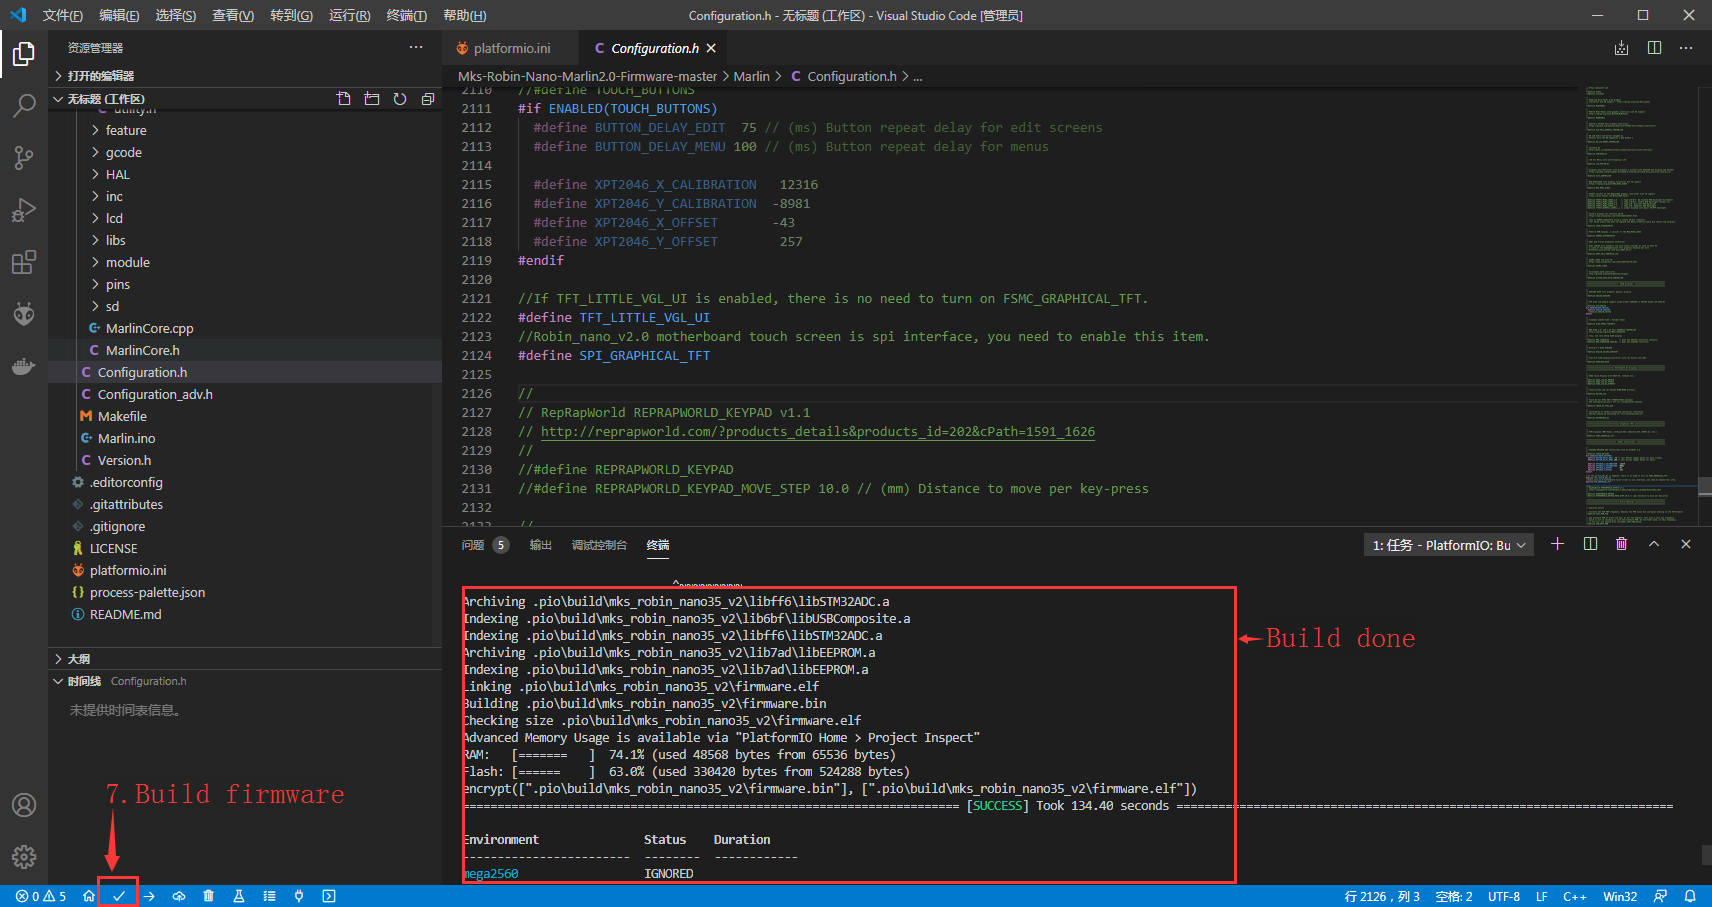 文件(F) 编辑(E) 选择(S) 查看(V) 转到(G) 运行(R) 终端(T) 帮助(H)
Configuration.h - 无标题 (工作区) - Visual Studio Code [管理员]
资源管理器
打开的编辑器
无标题 (工作区)
utility.h
feature
gcode
HAL
inc
lcd
libs
module
pins
sd
MarlinCore.cpp
MarlinCore.h
Configuration.h
Configuration_adv.h
Makefile
Marlin.ino
Version.h
.editorconfig
.gitattributes
.gitignore
LICENSE
platformio.ini
process-palette.json
README.md
大纲
时间线 Configuration.h
未提供时间表信息。
7.Build firmware
platformio.ini
Configuration.h
Mks-Robin-Nano-Marlin2.0-Firmware-master > Marlin > C Configuration.h > ...
2110 //#define TOUCH_BUTTONS
2111 #if ENABLED(TOUCH_BUTTONS)
2112 #define BUTTON_DELAY_EDIT 75 // (ms) Button repeat delay for edit screens
2113 #define BUTTON_DELAY_MENU 100 // (ms) Button repeat delay for menus
2114
2115 #define XPT2046_X_CALIBRATION 12316
2116 #define XPT2046_Y_CALIBRATION -8981
2117 #define XPT2046_X_OFFSET -43
2118 #define XPT2046_Y_OFFSET 257
2119 #endif
2120
2121 //If TFT_LITTLE_VGL_UI is enabled, there is no need to turn on FSMC_GRAPHICAL_TFT.
2122 #define TFT_LITTLE_VGL_UI
2123 //Robin_nano_v2.0 motherboard touch screen is spi interface, you need to enable this item.
2124 #define SPI_GRAPHICAL_TFT
2125
2126 //
2127 // RepRapWorld REPRAPWORLD_KEYPAD v1.1
2128 // http://reprapworld.com/?products_details&products_id=202&cPath=1591_1626
2129 //
2130 //#define REPRAPWORLD_KEYPAD
2131 //#define REPRAPWORLD_KEYPAD_MOVE_STEP 10.0 // (mm) Distance to move per key-press
2132
2133 //
问题 5 输出 调试控制台 终端
1: 任务 - PlatformIO: Bu
^~~~~~~~~~
Archiving .pio\build\mks_robin_nano35_v2\libff6\libSTM32ADC.a
Indexing .pio\build\mks_robin_nano35_v2\lib6bf\libUSBComposite.a
Indexing .pio\build\mks_robin_nano35_v2\libff6\libSTM32ADC.a
Archiving .pio\build\mks_robin_nano35_v2\lib7ad\libEEPROM.a
Indexing .pio\build\mks_robin_nano35_v2\lib7ad\libEEPROM.a
Linking .pio\build\mks_robin_nano35_v2\firmware.elf
Building .pio\build\mks_robin_nano35_v2\firmware.bin
Checking size .pio\build\mks_robin_nano35_v2\firmware.elf
Advanced Memory Usage is available via "PlatformIO Home > Project Inspect"
RAM: [======= ] 74.1% (used 48568 bytes from 65536 bytes)
Flash: [====== ] 63.0% (used 330420 bytes from 524288 bytes)
encrypt([".pio\build\mks_robin_nano35_v2\firmware.bin"], [".pio\build\mks_robin_nano35_v2\firmware.elf"])
[SUCCESS] Took 134.40 seconds
Environment Status Duration
------------------------ -------- ------------
mega2560 IGNORED
Build done
0 5
行 2126，列 3 空格: 2 UTF-8 LF C++ Win32